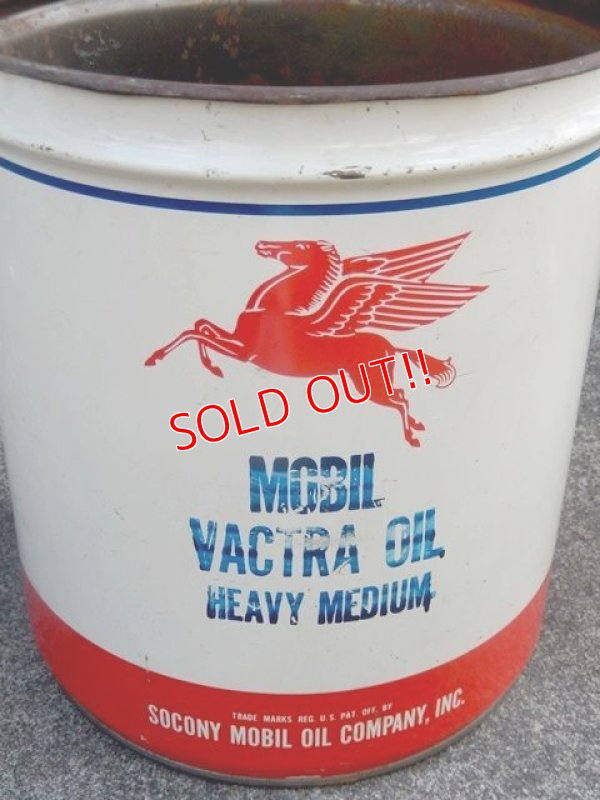 SOLD OUT!!
MOBIL
VACTRA OIL
HEAVY MEDIUM
TRADE MARKS REG. U.S. PAT. OFF. BY
SOCONY MOBIL OIL COMPANY, INC.